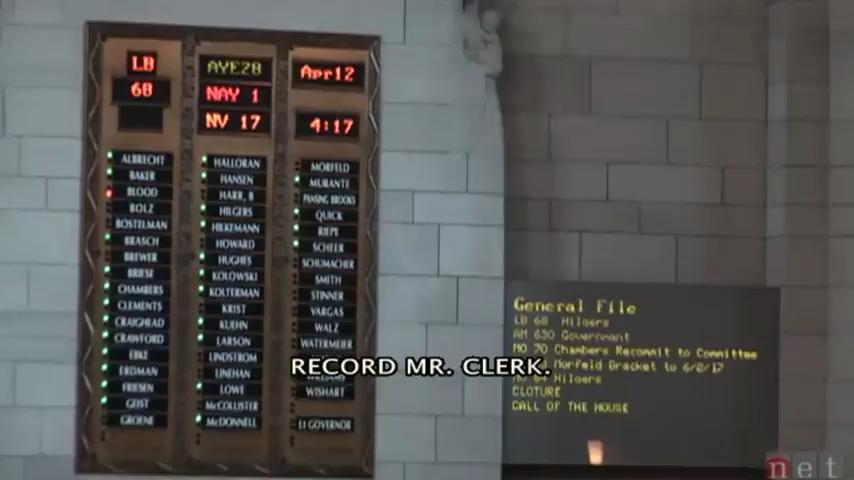 LB
68
AYE28
NAY 1
NV 17
Apr12
4:17
ALBRECHT
BAKER
BLOOD
BOLZ
BOSTELMAN
BRASCH
BREWER
BRIESE
CHAMBERS
CLEMENTS
CRAIGHEAD
CRAWFORD
EBKE
ERDMAN
FRIESEN
GEIST
GROENE
HALLORAN
HANSEN
HARR, B
HILGERS
HILKEMANN
HOWARD
HUGHES
KOLOWSKI
KOLTERMAN
KRIST
KUEHN
LARSON
LINDSTROM
LINEHAN
LOWE
McCOLLISTER
McDONNELL
MORFELD
MURANTE
PANSING BROOKS
QUICK
RIEPE
SCHEER
SCHUMACHER
SMITH
STINNER
VARGAS
WALZ
WATERMEIER
WISHART
LT GOVERNOR
General File
LB 68 Hilgers
AM 630 Government
MO 70 Chambers Recommit to Committee
Morfeld Bracket to 6/2/17
Hilgers
CLOTURE
CALL OF THE HOUSE
RECORD MR. CLERK.
net